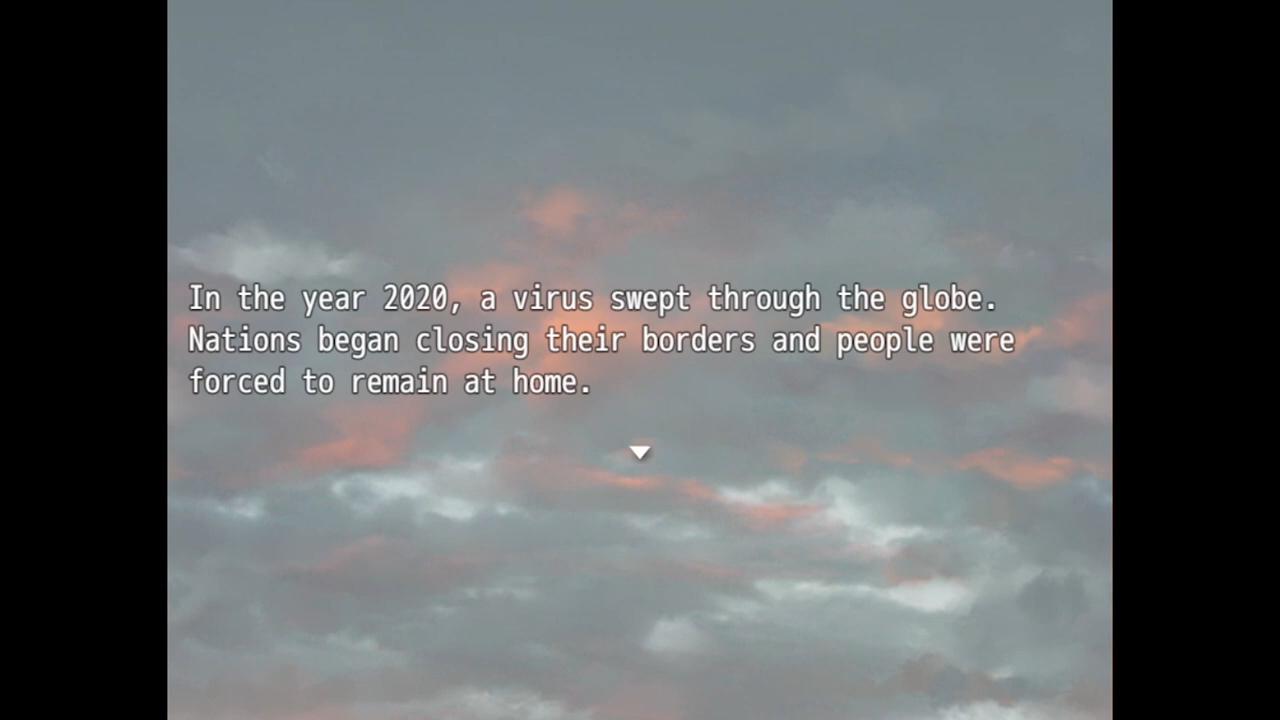 In the year 2020, a virus swept through the globe.
Nations began closing their borders and people were
forced to remain at home.